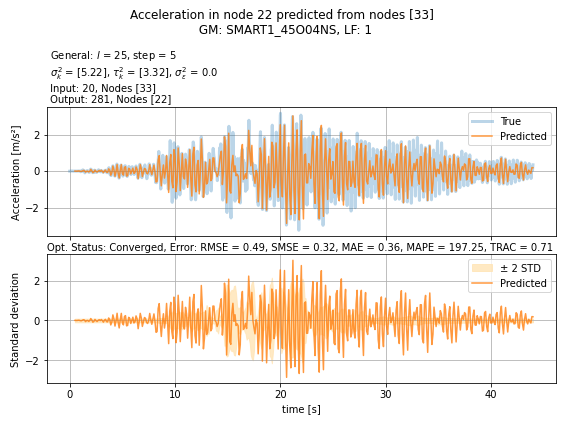 Acceleration in node 22 predicted from nodes [33]
GM: SMART1_45O04NS, LF: 1
General: l = 25, step = 5
σ²ₖ = [5.22], τ²ₖ = [3.32], σ²ε = 0.0
Input: 20, Nodes [33]
Output: 281, Nodes [22]
Acceleration [m/s²]
2
0
−2
True
Predicted
Opt. Status: Converged, Error: RMSE = 0.49, SMSE = 0.32, MAE = 0.36, MAPE = 197.25, TRAC = 0.71
Standard deviation
2
0
−2
± 2 STD
Predicted
0
10
20
30
40
time [s]